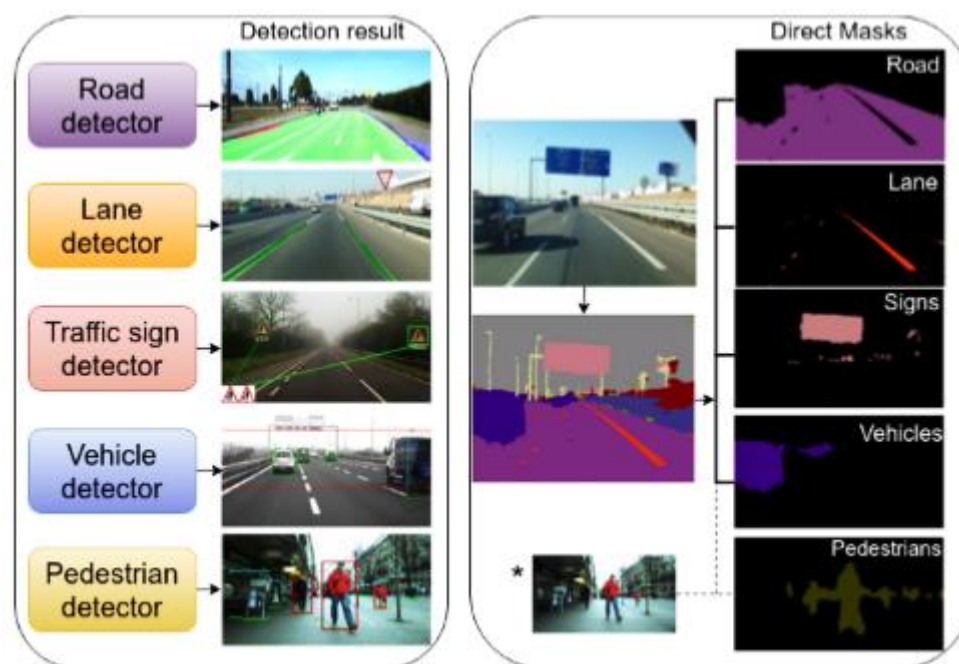 Detection result
Road
detector
Lane
detector
Traffic sign
detector
Vehicle
detector
Pedestrian
detector
Direct Masks
Road
Lane
Signs
Vehicles
Pedestrians
*